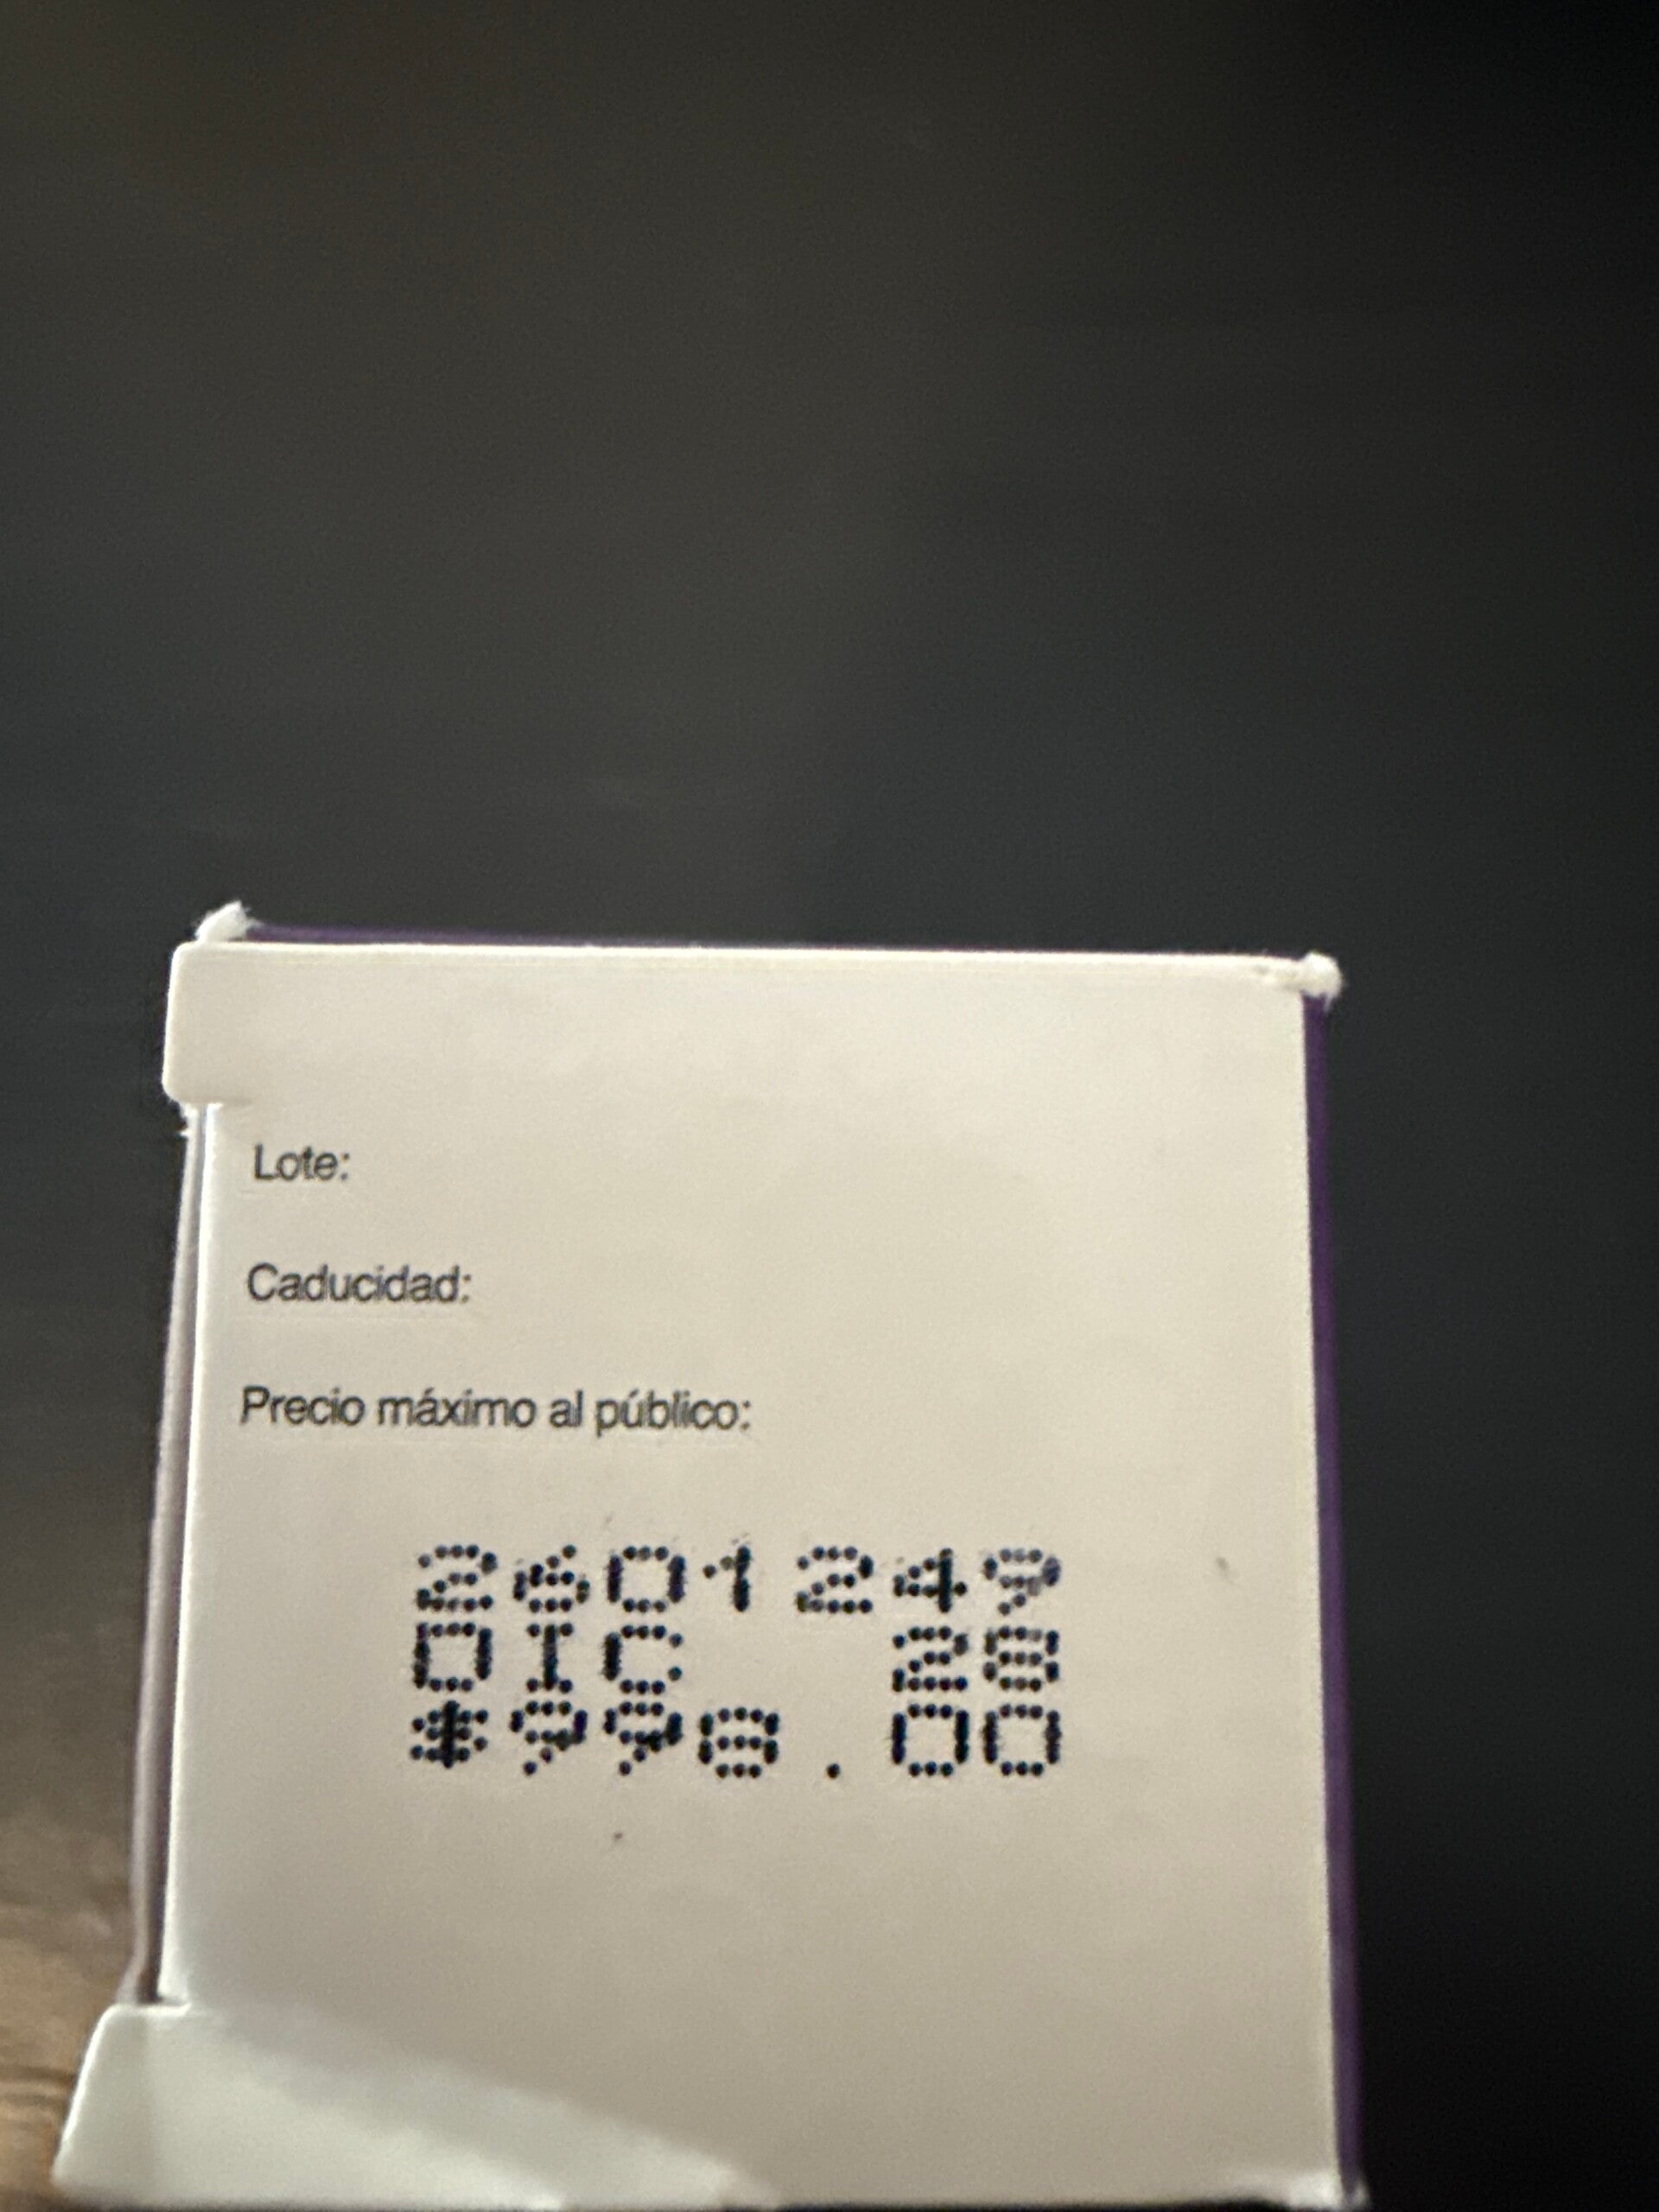 Lote:
Caducidad:
Precio máximo al público:
2601249
DIC 28
$998.00